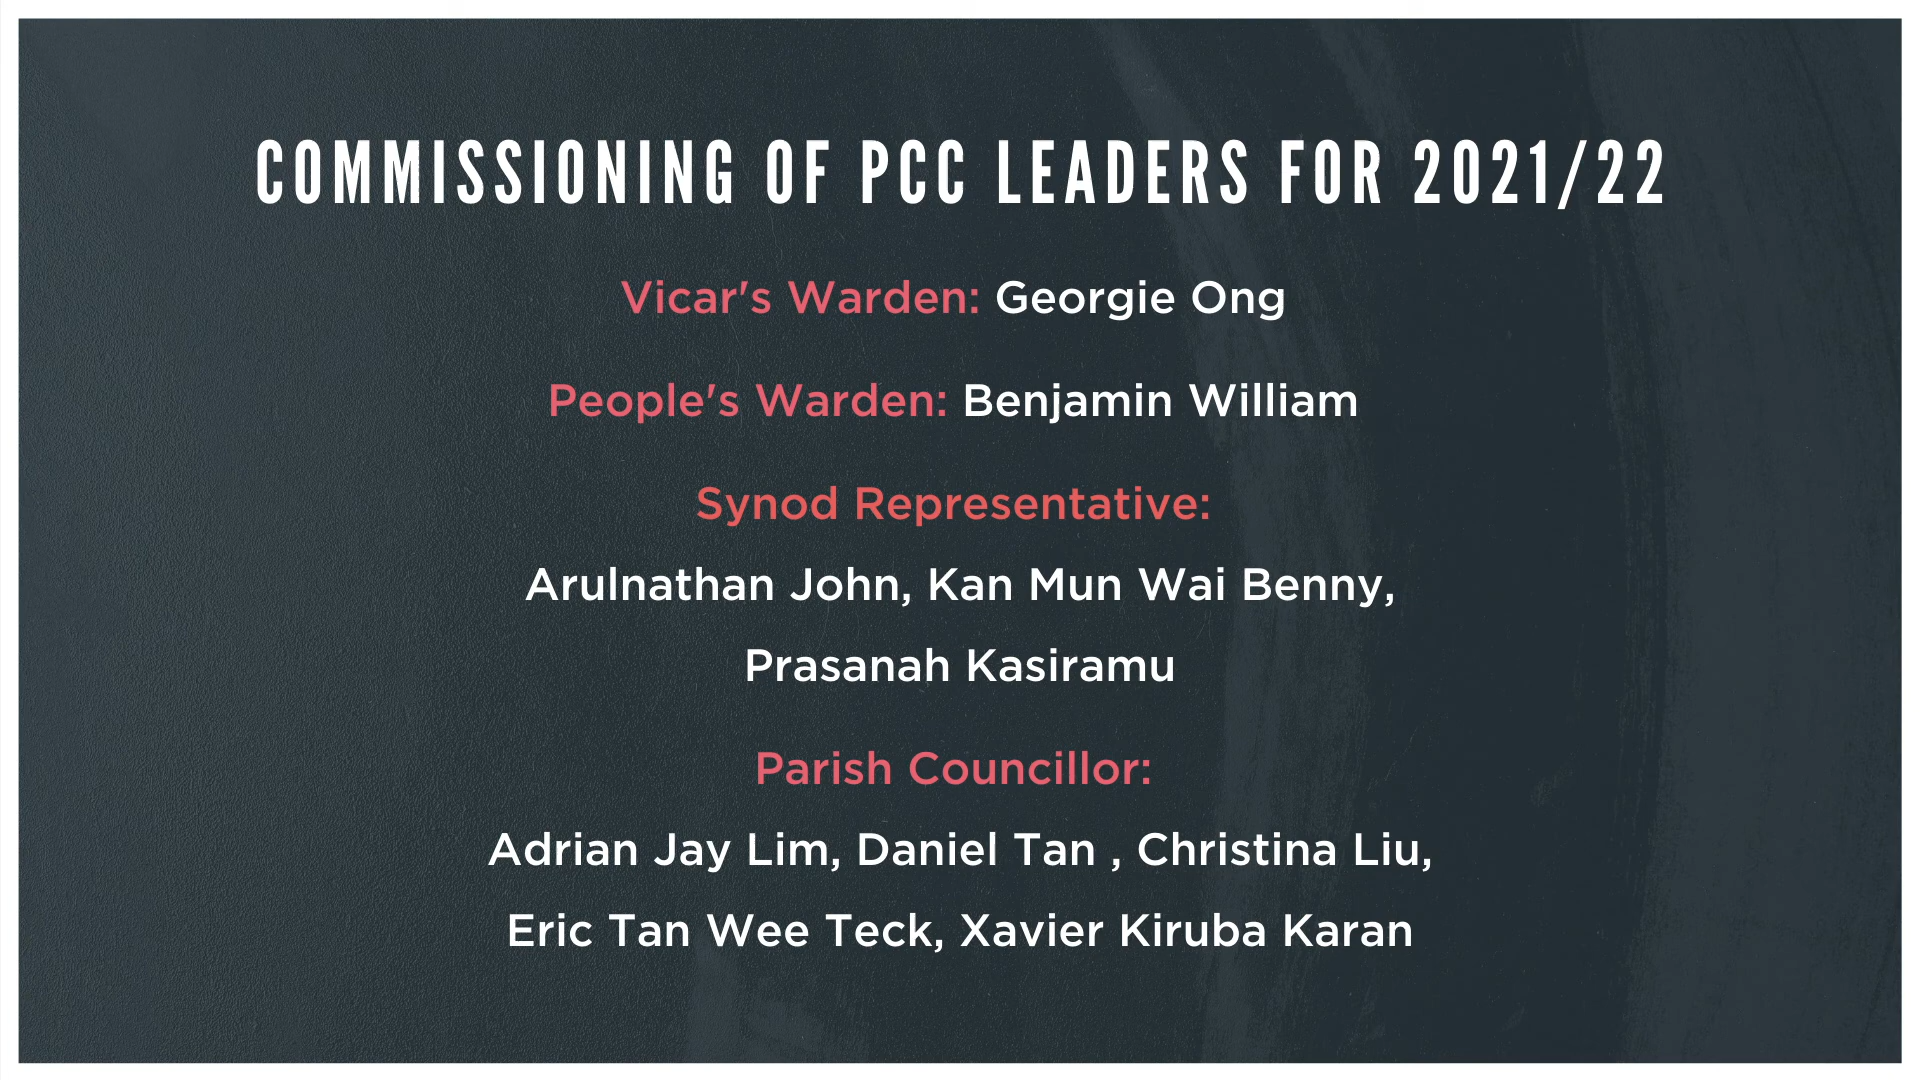 COMMISSIONING OF PCC LEADERS FOR 2021/22
Vicar's Warden: Georgie Ong
People's Warden: Benjamin William
Synod Representative:
Arulnathan John, Kan Mun Wai Benny,
Prasanah Kasiramu
Parish Councillor:
Adrian Jay Lim, Daniel Tan , Christina Liu,
Eric Tan Wee Teck, Xavier Kiruba Karan